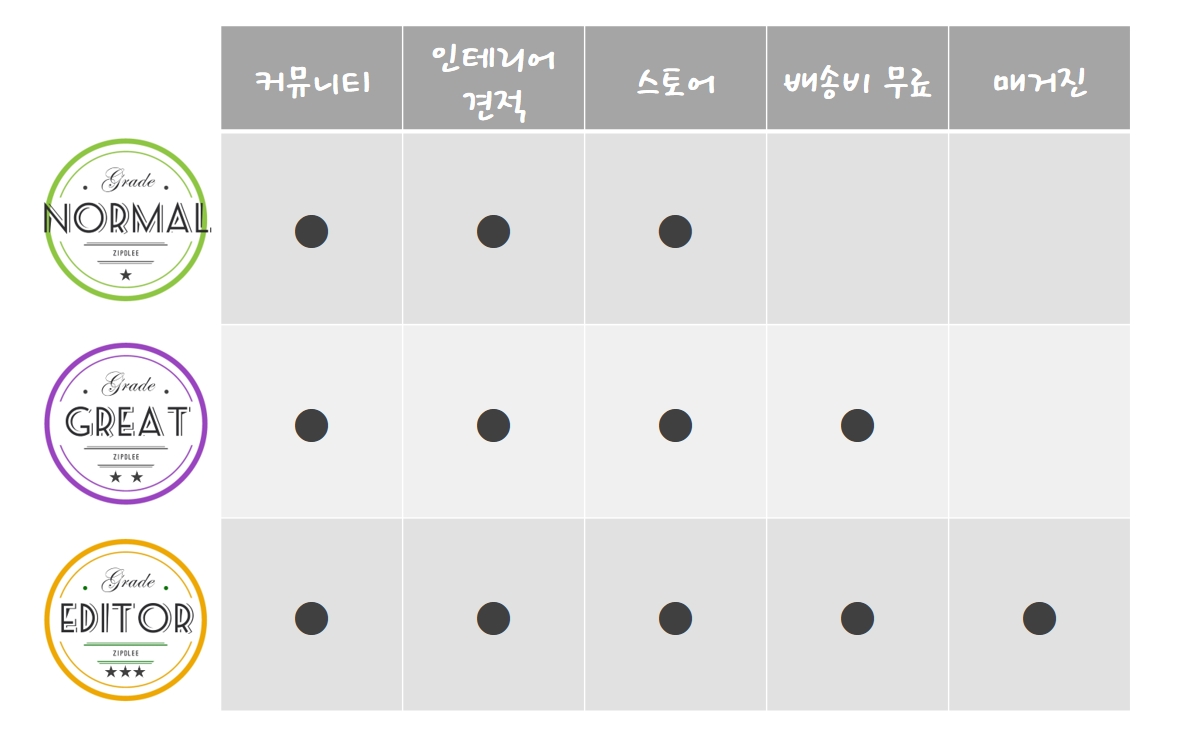 커뮤니티
인테리어
견적
스토어
배송비 무료
매거진
Grade
NORMAL
ZIPOLEE
Grade
GREAT
ZIPOLEE
Grade
EDITOR
ZIPOLEE